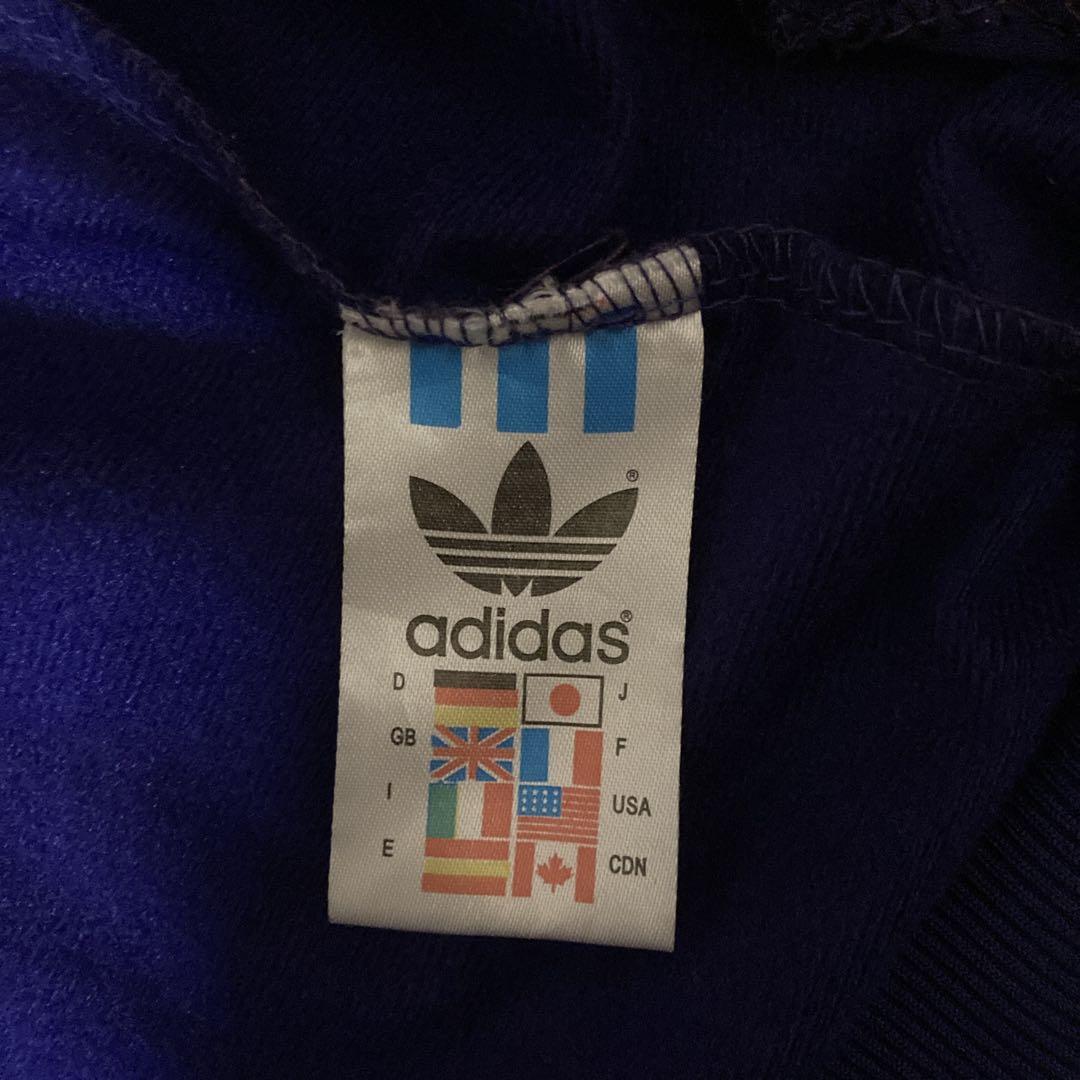 adidas®
D J
GB F
I USA
E CDN